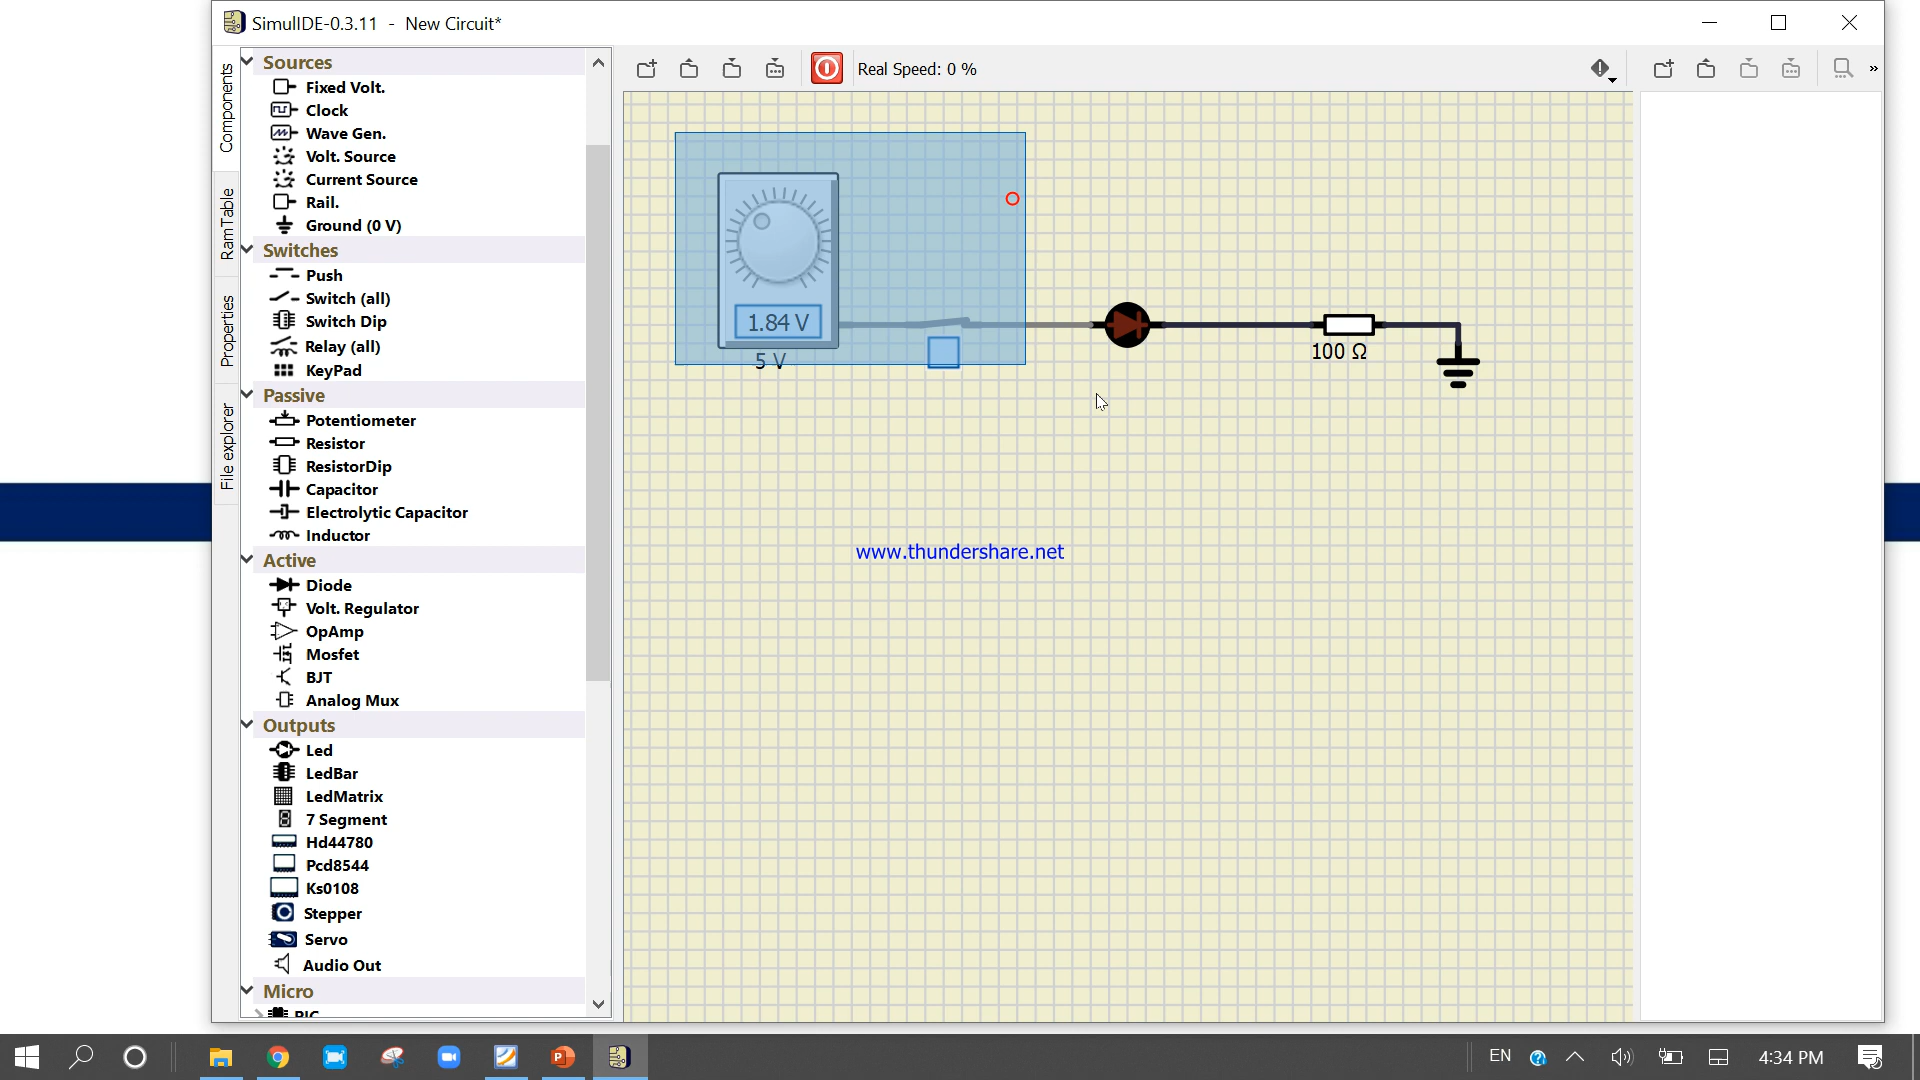 SimulIDE-0.3.11 - New Circuit*
Components
RamTable
Properties
File explorer
Sources
Fixed Volt.
Clock
Wave Gen.
Volt. Source
Current Source
Rail.
Ground (0 V)
Switches
Push
Switch (all)
Switch Dip
Relay (all)
KeyPad
Passive
Potentiometer
Resistor
ResistorDip
Capacitor
Electrolytic Capacitor
Inductor
Active
Diode
Volt. Regulator
OpAmp
Mosfet
BJT
Analog Mux
Outputs
Led
LedBar
LedMatrix
7 Segment
Hd44780
Pcd8544
Ks0108
Stepper
Servo
Audio Out
Micro
PIC
Real Speed: 0 %
»
1.84 V
5 V
100 Ω
www.thundershare.net
EN
4:34 PM